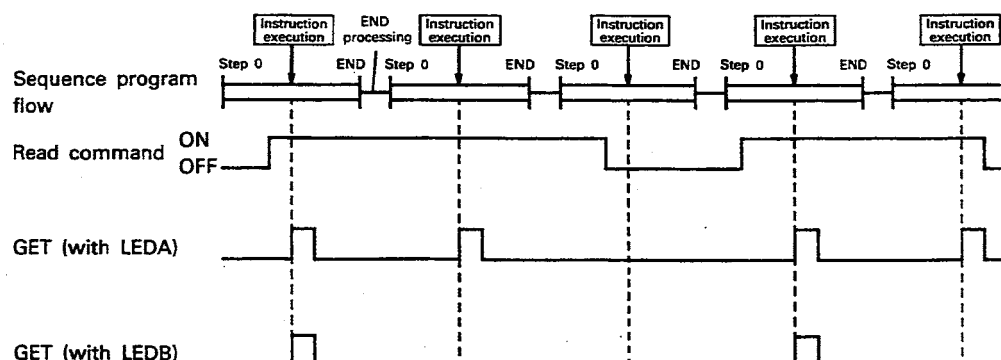 Instruction execution
END processing
Instruction execution
Instruction execution
Instruction execution
Instruction execution
Step 0
END
Step 0
END
Step 0
END
Step 0
END
Step 0
Sequence program flow
Read command
ON
OFF
GET (with LEDA)
GET (with LEDB)